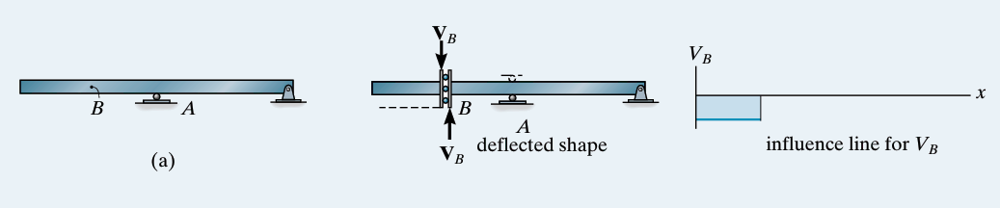 B
A
(a)
V_B
B
A
V_B
deflected shape
V_B
x
influence line for V_B